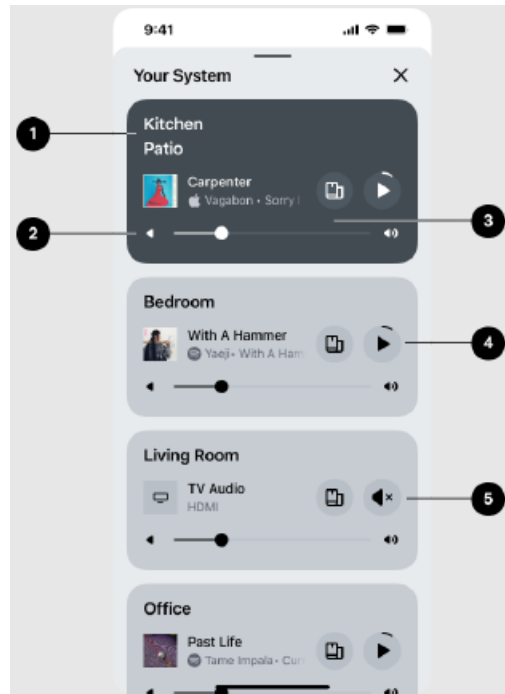 9:41
Your System
1
Kitchen
Patio
Carpenter
Vagabon • Sorry I
2
3
Bedroom
With A Hammer
Yaeji • With A Ham
4
Living Room
TV Audio
HDMI
5
Office
Past Life
Tame Impala • Cur